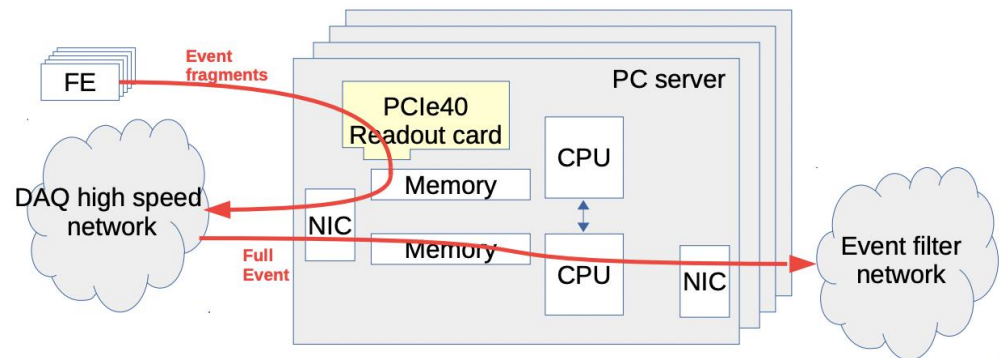 Event
fragments
FE
PC server
PCIe40
Readout card
CPU
DAQ high speed
network
Memory
NIC
Full
Event
Memory
CPU
NIC
Event filter
network